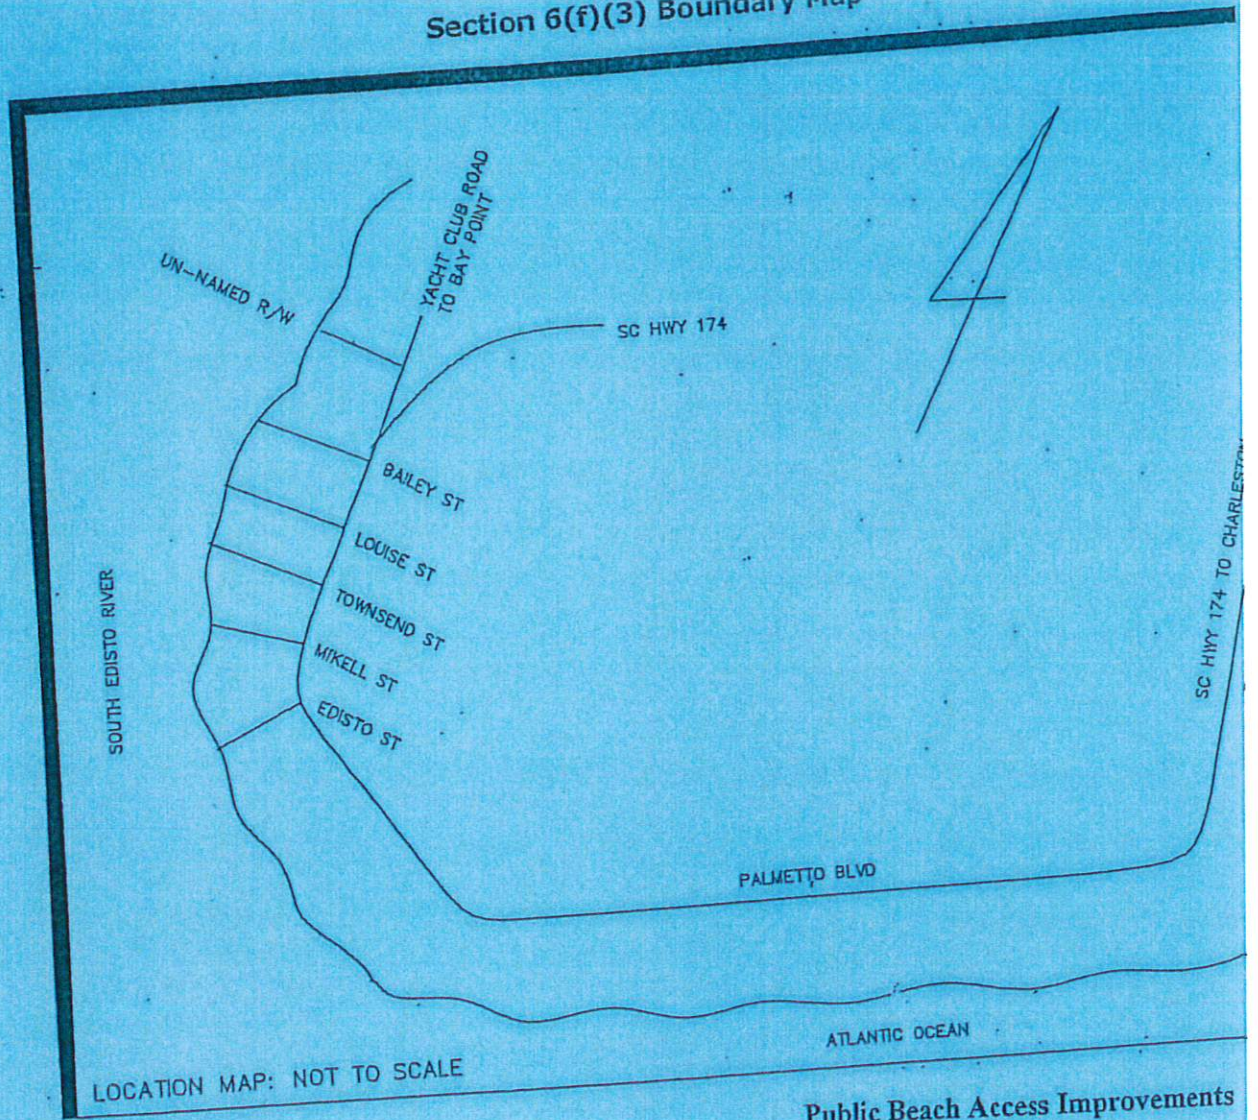 Section 6(f)(3) Boundary Map
YACHT CLUB ROAD
TO BAY POINT
UN-NAMED R/W
SC HWY 174
BAILEY ST
LOUISE ST
TOWNSEND ST
MIKELL ST
EDISTO ST
SOUTH EDISTO RIVER
SC HWY 174 TO CHARLESTON
PALMETTO BLVD
ATLANTIC OCEAN
LOCATION MAP: NOT TO SCALE
Public Beach Access Improvements